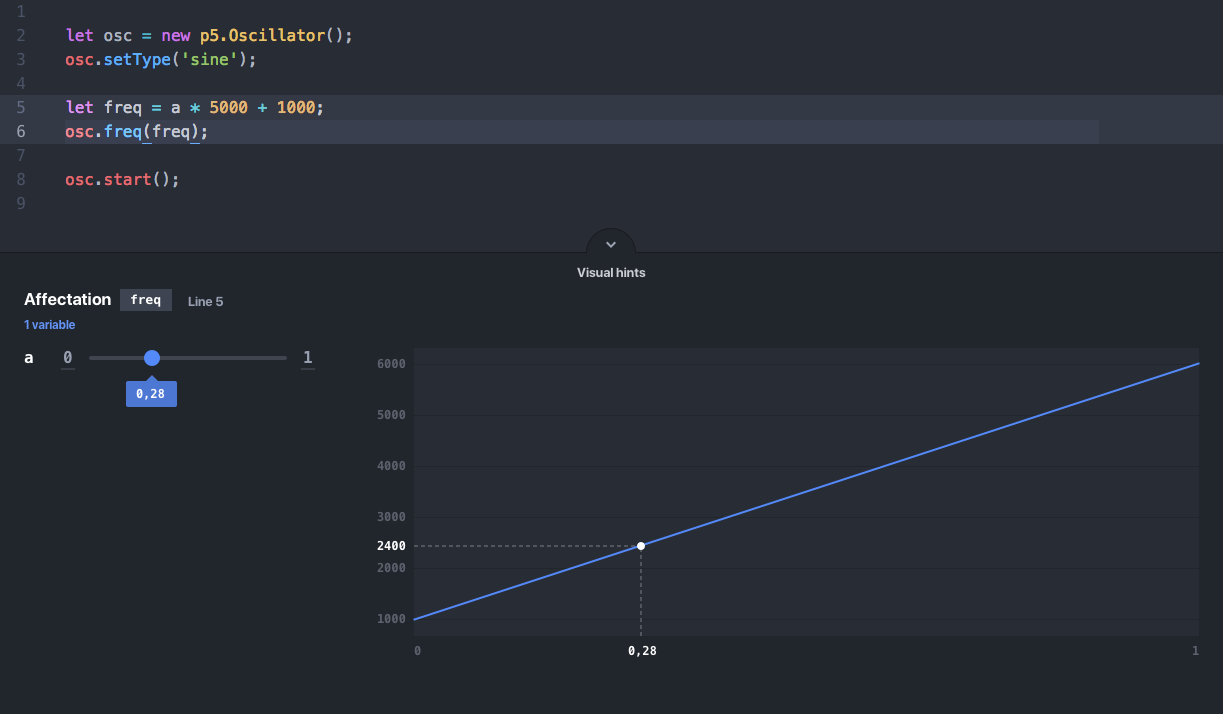 1
2 let osc = new p5.Oscillator();
3 osc.setType('sine');
4
5 let freq = a * 5000 + 1000;
6 osc.freq(freq);
7
8 osc.start();
9
Visual hints
Affectation freq Line 5
1 variable
a 0 1
0,28
6000
5000
4000
3000
2400
2000
1000
0 0,28 1